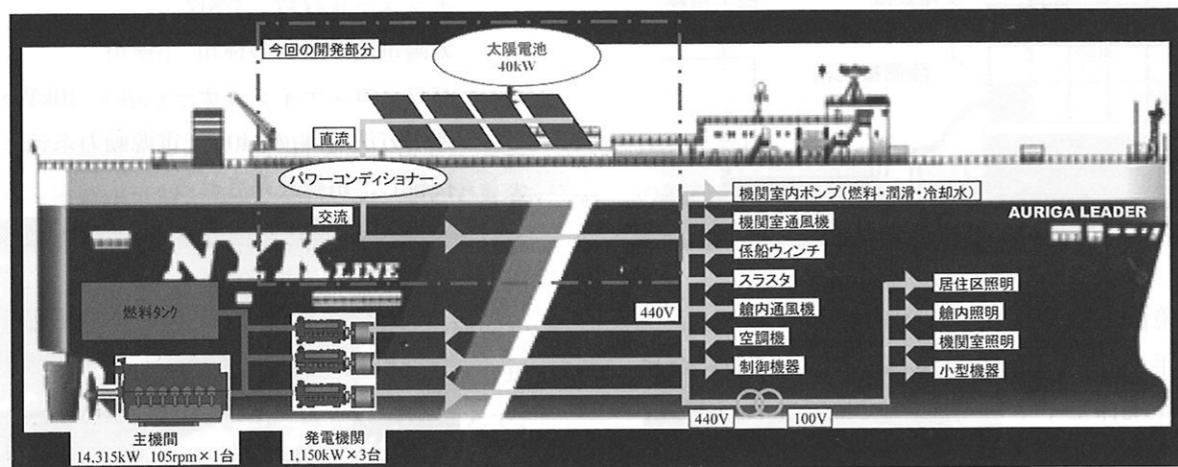 今回の開発部分
太陽電池
40kW
直流
パワーコンディショナー.
交流
NYK LINE
AURIGA LEADER
燃料タンク
440V
機関室内ポンプ(燃料・潤滑・冷却水)
機関室通風機
係船ウィンチ
スラスタ
艙内通風機
空調機
制御機器
居住区照明
艙内照明
機関室照明
小型機器
440V
100V
主機間
14,315kW 105rpm×1台
発電機関
1,150kW×3台